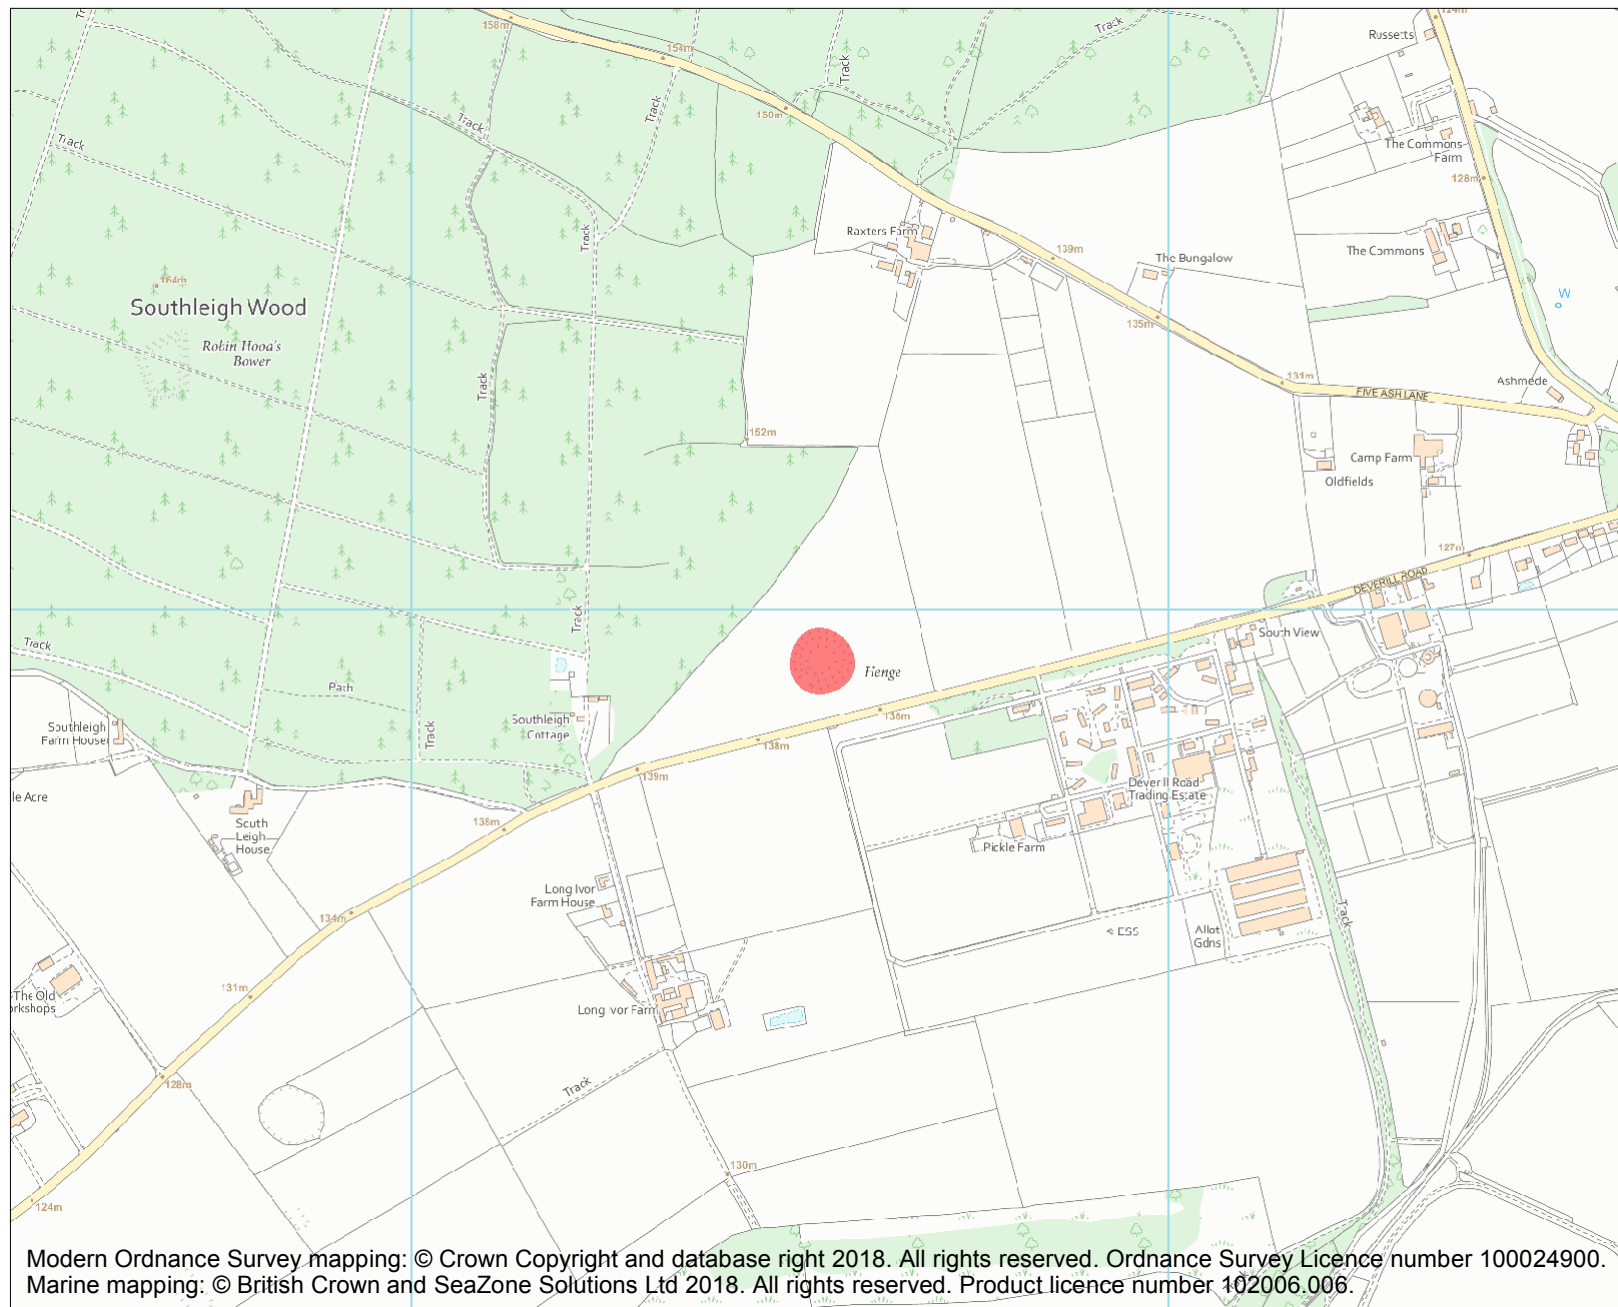 158m
154m
Track
Track
124m
Russetts
Track
Track
150m
Track
Track
The Commons
Farm
128m
Track
Raxters Farm
139m
The Bungalow
The Commons
164m
Southleigh Wood
Robin Hood's
Bower
W
135m
Track
131m
FIVE ASH LANE
Ashmede
152m
Camp Farm
Oldfields
127m
DEVERILL ROAD
Track
Track
South View
Henge
Path
Track
Southleigh
Cottage
Southleigh
Farm House
136m
138m
139m
Deverill Road
Trading Estate
le Acre
South
Leigh
House
138m
Pickle Farm
Long Ivor
Farm House
134m
ESS
Allot
Gdns
Track
131m
The Old
orkshops
Long Ivor Farm
128m
Track
130m
124m
Modern Ordnance Survey mapping: © Crown Copyright and database right 2018. All rights reserved. Ordnance Survey Licence number 100024900.
Marine mapping: © British Crown and SeaZone Solutions Ltd 2018. All rights reserved. Product licence number 102006.006.